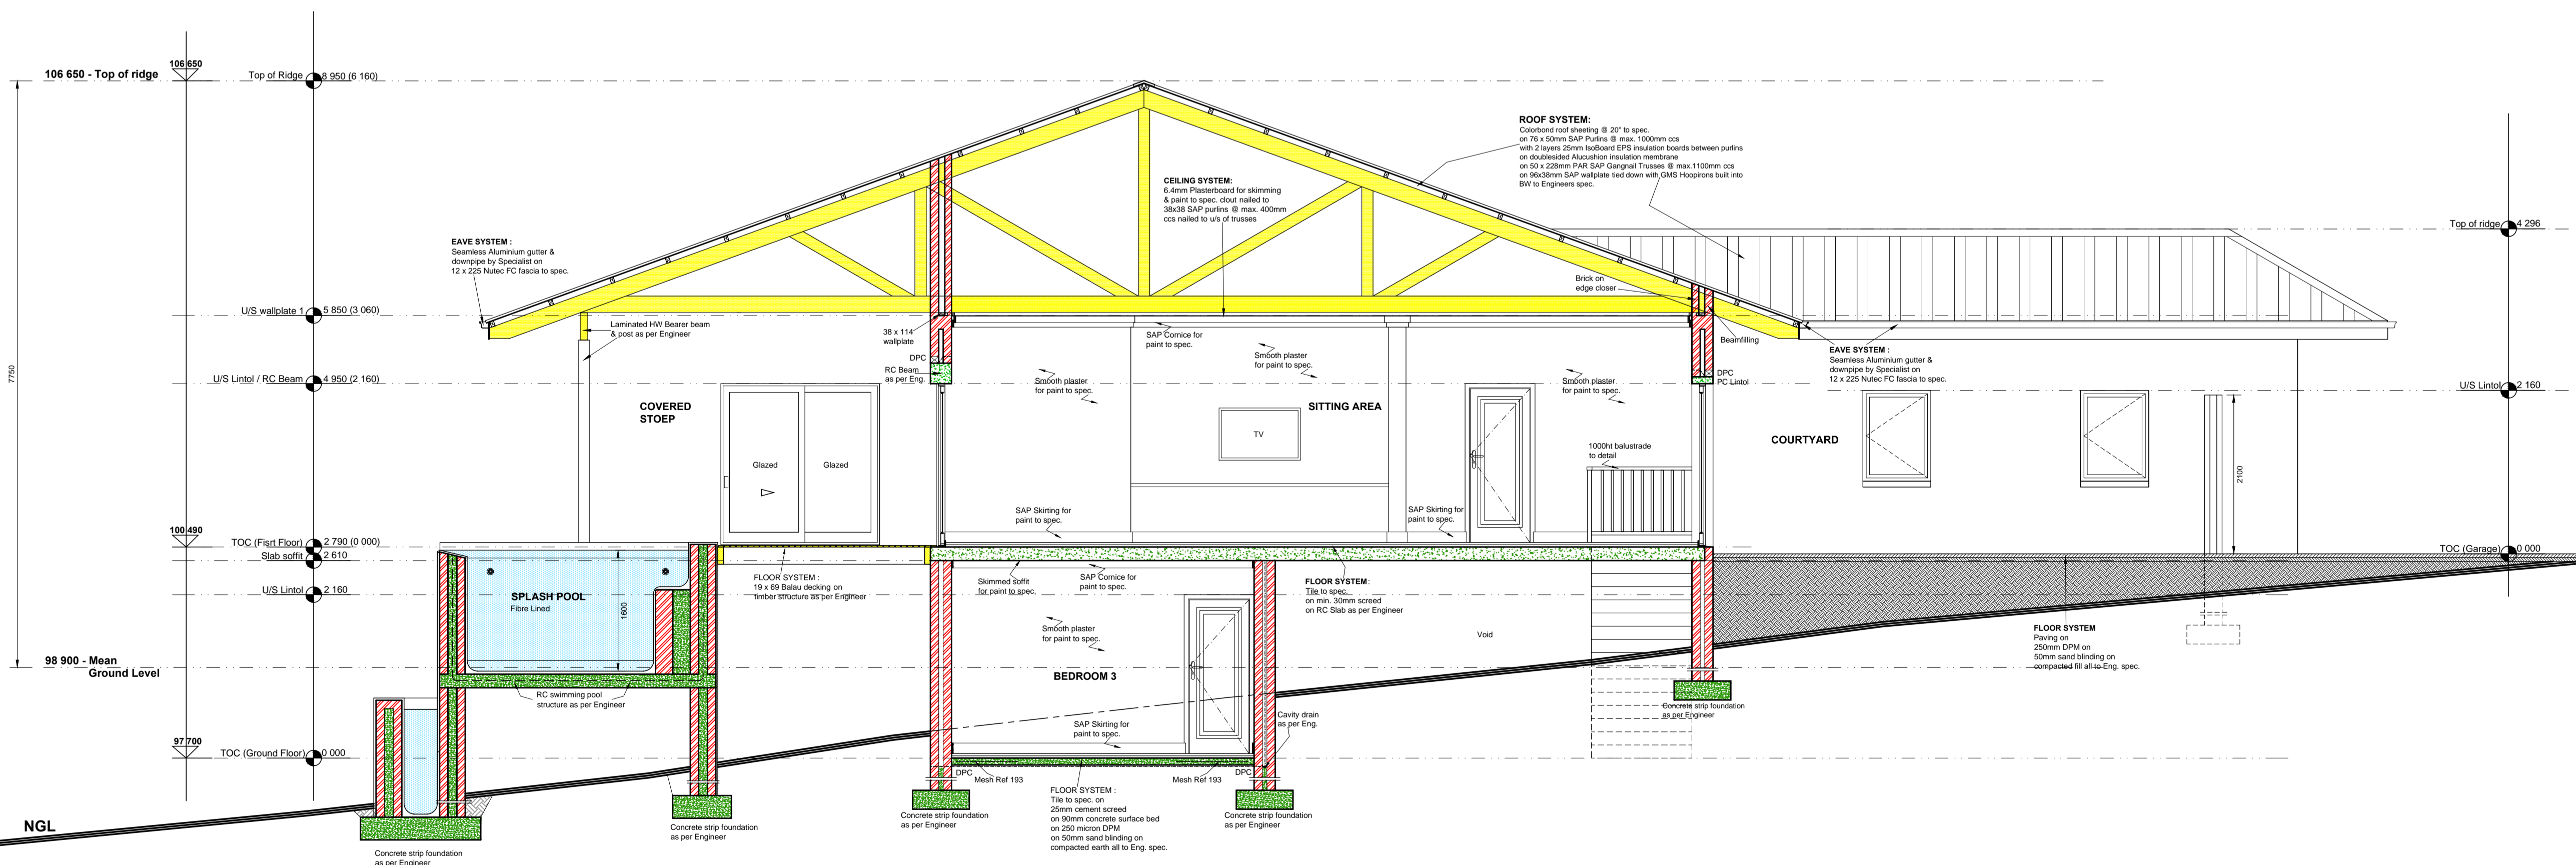 106 650 - Top of ridge
106 650
Top of Ridge
8 950 (6 160)
7750
U/S wallplate 1
5 850 (3 060)
U/S Lintol / RC Beam
4 950 (2 160)
100 490
TOC (Fisrt Floor)
2 790 (0 000)
Slab soffit
2 610
U/S Lintol
2 160
98 900 - Mean
Ground Level
97 700
TOC (Ground Floor)
0 000
NGL
EAVE SYSTEM :
Seamless Aluminium gutter &
downpipe by Specialist on
12 x 225 Nutec FC fascia to spec.
Laminated HW Bearer beam
& post as per Engineer
COVERED
STOEP
Glazed
Glazed
38 x 114
wallplate
DPC
RC Beam
as per Eng.
CEILING SYSTEM:
6.4mm Plasterboard for skimming
& paint to spec. clout nailed to
38x38 SAP purlins @ max. 400mm
ccs nailed to u/s of trusses
SAP Cornice for
paint to spec.
Smooth plaster
for paint to spec.
Smooth plaster
for paint to spec.
Smooth plaster
for paint to spec.
SITTING AREA
TV
1000ht balustrade
to detail
SAP Skirting for
paint to spec.
SAP Skirting for
paint to spec.
ROOF SYSTEM:
Colorbond roof sheeting @ 20° to spec.
on 76 x 50mm SAP Purlins @ max. 1000mm ccs
with 2 layers 25mm IsoBoard EPS insulation boards between purlins
on doublesided Alucushion insulation membrane
on 50 x 228mm PAR SAP Gangnail Trusses @ max.1100mm ccs
on 96x38mm SAP wallplate tied down with GMS Hoopirons built into
BW to Engineers spec.
Brick on
edge closer
Beamfilling
DPC
PC Lintol
EAVE SYSTEM :
Seamless Aluminium gutter &
downpipe by Specialist on
12 x 225 Nutec FC fascia to spec.
COURTYARD
2100
Top of ridge
4 296
U/S Lintol
2 160
TOC (Garage)
0 000
SPLASH POOL
Fibre Lined
1600
RC swimming pool
structure as per Engineer
FLOOR SYSTEM :
19 x 69 Balau decking on
timber structure as per Engineer
Skimmed soffit
for paint to spec.
SAP Cornice for
paint to spec.
Smooth plaster
for paint to spec.
FLOOR SYSTEM:
Tile to spec.
on min. 30mm screed
on RC Slab as per Engineer
Void
BEDROOM 3
SAP Skirting for
paint to spec.
Cavity drain
as per Eng.
DPC
Mesh Ref 193
Mesh Ref 193
DPC
FLOOR SYSTEM :
Tile to spec. on
25mm cement screed
on 90mm concrete surface bed
on 250 micron DPM
on 50mm sand blinding on
compacted earth all to Eng. spec.
FLOOR SYSTEM
Paving on
250mm DPM on
50mm sand blinding on
compacted fill all to Eng. spec.
Concrete strip foundation
as per Engineer
Concrete strip foundation
as per Engineer
Concrete strip foundation
as per Engineer
Concrete strip foundation
as per Engineer
Concrete strip foundation
as per Engineer